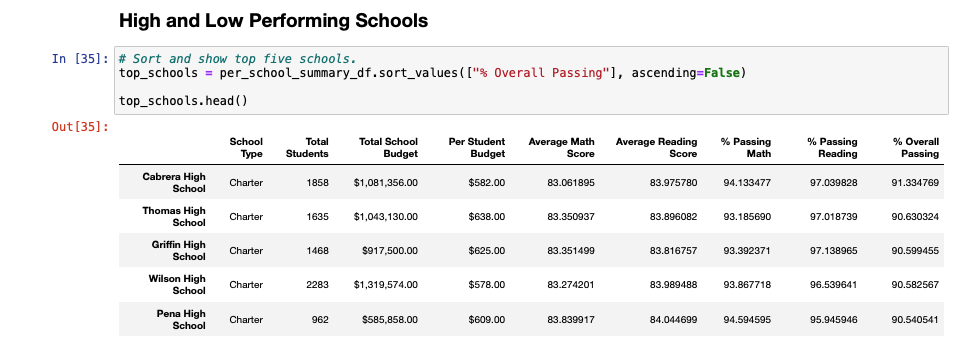 High and Low Performing Schools
In [35]: # Sort and show top five schools.
top_schools = per_school_summary_df.sort_values(["% Overall Passing"], ascending=False)
top_schools.head()
Out[35]:
School Type Total Students Total School Budget Per Student Budget Average Math Score Average Reading Score % Passing Math % Passing Reading % Overall Passing
Cabrera High School Charter 1858 $1,081,356.00 $582.00 83.061895 83.975780 94.133477 97.039828 91.334769
Thomas High School Charter 1635 $1,043,130.00 $638.00 83.350937 83.896082 93.185690 97.018739 90.630324
Griffin High School Charter 1468 $917,500.00 $625.00 83.351499 83.816757 93.392371 97.138965 90.599455
Wilson High School Charter 2283 $1,319,574.00 $578.00 83.274201 83.989488 93.867718 96.539641 90.582567
Pena High School Charter 962 $585,858.00 $609.00 83.839917 84.044699 94.594595 95.945946 90.540541